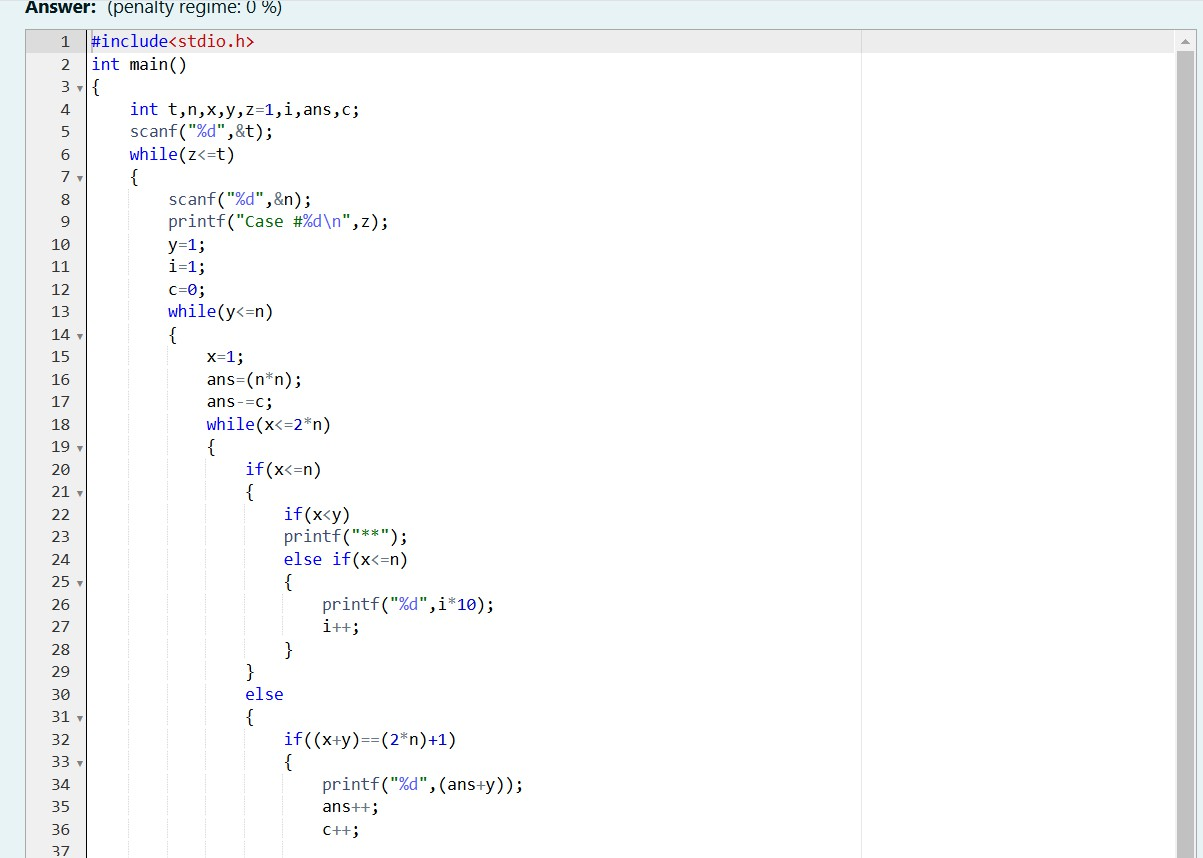 Answer: (penalty regime: 0 %)
1 #include<stdio.h>
2 int main()
3 {
4     int t,n,x,y,z=1,i,ans,c;
5     scanf("%d",&t);
6     while(z<=t)
7     {
8         scanf("%d",&n);
9         printf("Case #%d\n",z);
10         y=1;
11         i=1;
12         c=0;
13         while(y<=n)
14         {
15             x=1;
16             ans=(n*n);
17             ans-=c;
18             while(x<=2*n)
19             {
20                 if(x<=n)
21                 {
22                     if(x<y)
23                     printf("**");
24                     else if(x<=n)
25                     {
26                         printf("%d",i*10);
27                         i++;
28                     }
29                 }
30                 else
31                 {
32                     if((x+y)==(2*n)+1)
33                     {
34                         printf("%d",(ans+y));
35                         ans++;
36                         c++;
37